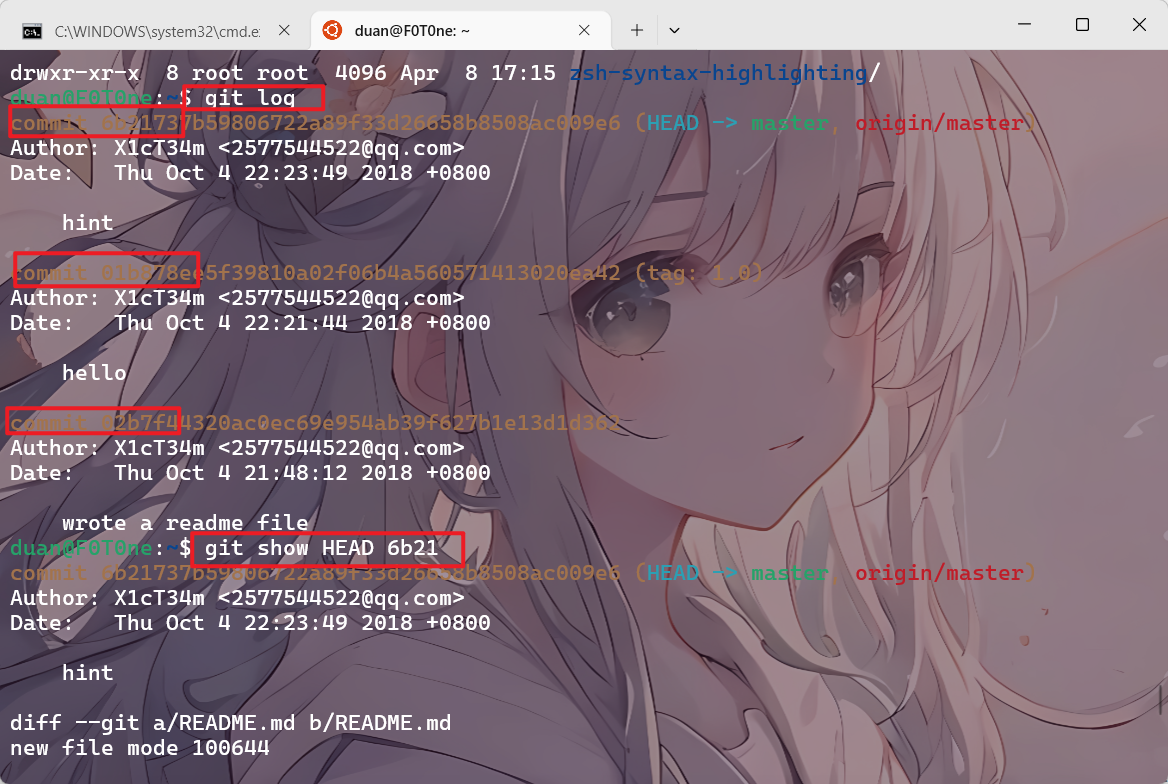 C:\WINDOWS\system32\cmd.e
duan@F0T0ne: ~
drwxr-xr-x  8 root root  4096 Apr  8 17:15 zsh-syntax-highlighting/
duan@F0T0ne:~$ git log
commit 6b21737b59806722a89f33d26658b8508ac009e6 (HEAD -> master, origin/master)
Author: X1cT34m <2577544522@qq.com>
Date:   Thu Oct 4 22:23:49 2018 +0800
hint
commit 01b878ee5f39810a02f06b4a560571413020ea42 (tag: 1.0)
Author: X1cT34m <2577544522@qq.com>
Date:   Thu Oct 4 22:21:44 2018 +0800
hello
commit 82b7f44320ac0ec69e954ab39f627b1e13d1d362
Author: X1cT34m <2577544522@qq.com>
Date:   Thu Oct 4 21:48:12 2018 +0800
wrote a readme file
duan@F0T0ne:~$ git show HEAD 6b21
commit 6b21737b59806722a89f33d26658b8508ac009e6 (HEAD -> master, origin/master)
Author: X1cT34m <2577544522@qq.com>
Date:   Thu Oct 4 22:23:49 2018 +0800
hint
diff --git a/README.md b/README.md
new file mode 100644